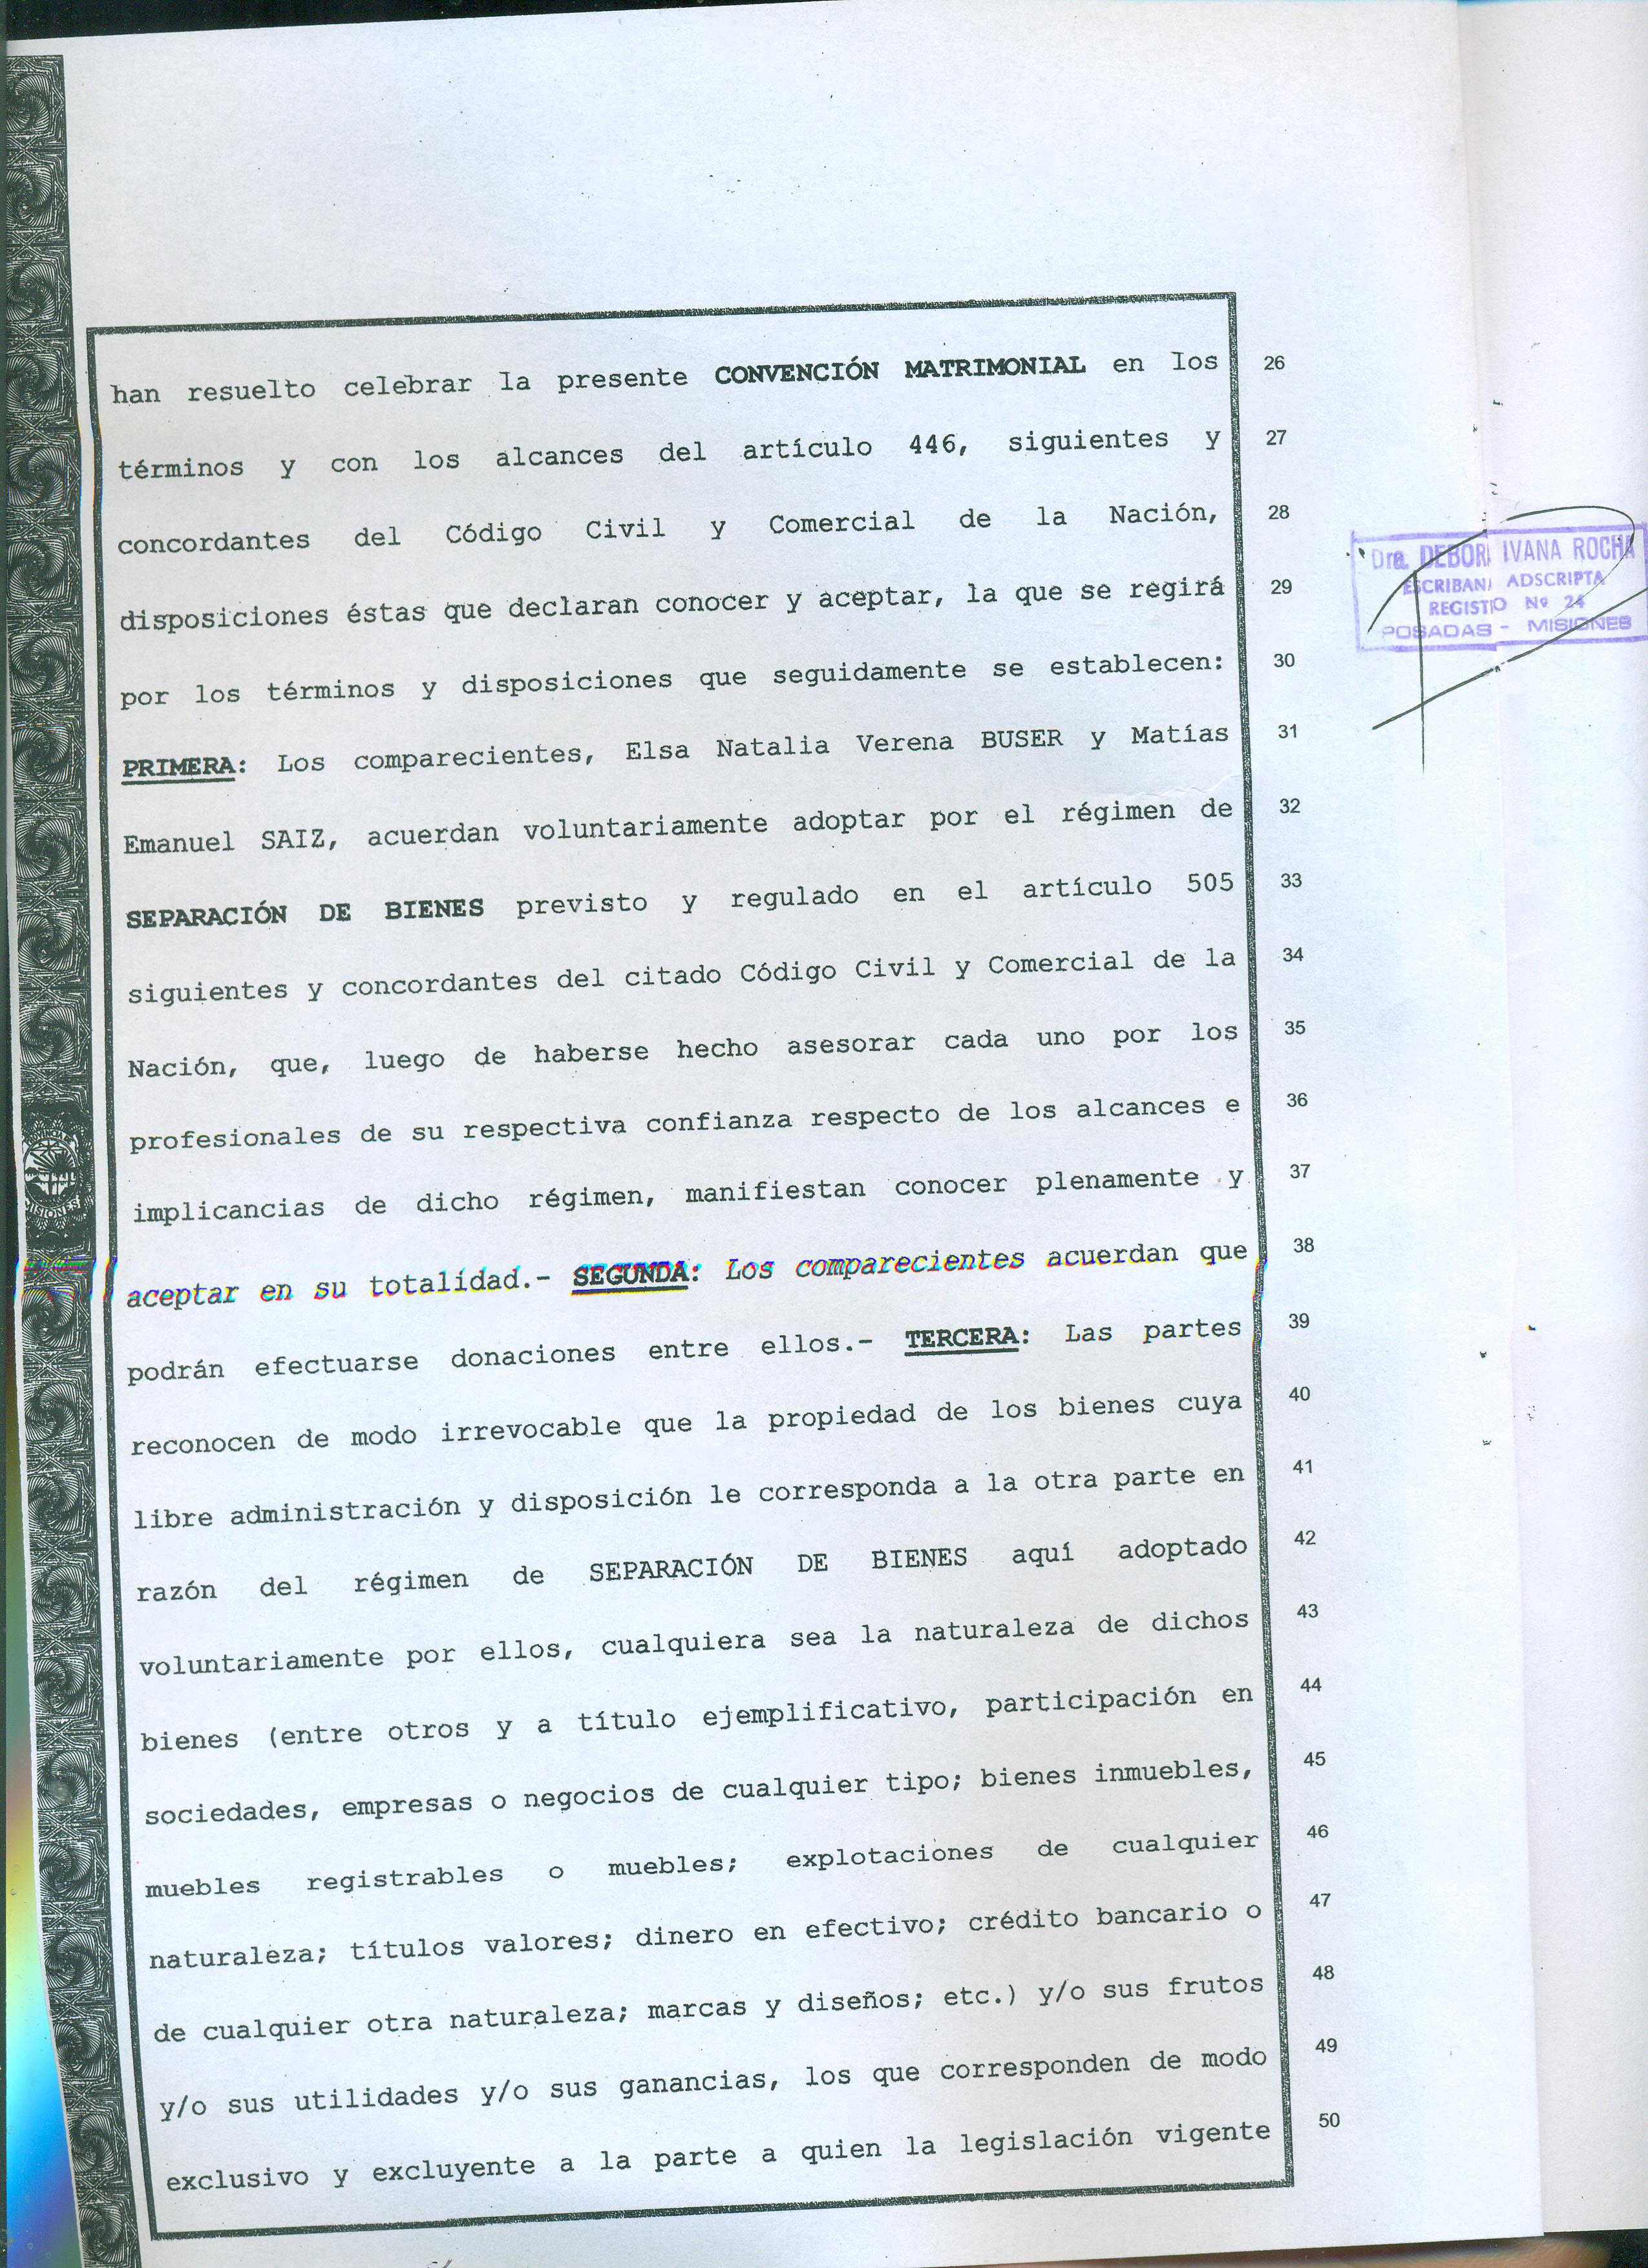 han resuelto celebrar la presente CONVENCIÓN MATRIMONIAL en los 26
términos y con los alcances del artículo 446, siguientes y 27
concordantes del Código Civil y Comercial de la Nación, 28
disposiciones éstas que declaran conocer y aceptar, la que se regirá 29
por los términos y disposiciones que seguidamente se establecen: 30
PRIMERA: Los comparecientes, Elsa Natalia Verena BUSER y Matías 31
Emanuel SAIZ, acuerdan voluntariamente adoptar por el régimen de 32
SEPARACIÓN DE BIENES previsto y regulado en el artículo 505 33
siguientes y concordantes del citado Código Civil y Comercial de la 34
Nación, que, luego de haberse hecho asesorar cada uno por los 35
profesionales de su respectiva confianza respecto de los alcances e 36
implicancias de dicho régimen, manifiestan conocer plenamente y 37
aceptar en su totalidad.- SEGUNDA: Los comparecientes acuerdan que 38
podrán efectuarse donaciones entre ellos.- TERCERA: Las partes 39
reconocen de modo irrevocable que la propiedad de los bienes cuya 40
libre administración y disposición le corresponda a la otra parte en 41
razón del régimen de SEPARACIÓN DE BIENES aquí adoptado 42
voluntariamente por ellos, cualquiera sea la naturaleza de dichos 43
bienes (entre otros y a título ejemplificativo, participación en 44
sociedades, empresas o negocios de cualquier tipo; bienes inmuebles, 45
muebles registrables o muebles; explotaciones de cualquier 46
naturaleza; títulos valores; dinero en efectivo; crédito bancario o 47
de cualquier otra naturaleza; marcas y diseños; etc.) y/o sus frutos 48
y/o sus utilidades y/o sus ganancias, los que corresponden de modo 49
exclusivo y excluyente a la parte a quien la legislación vigente 50
Dra. DEBOR IVANA ROCHA
ESCRIBAN ADSCRIPTA
REGISTO Nº 24
POSADAS - MISIONES